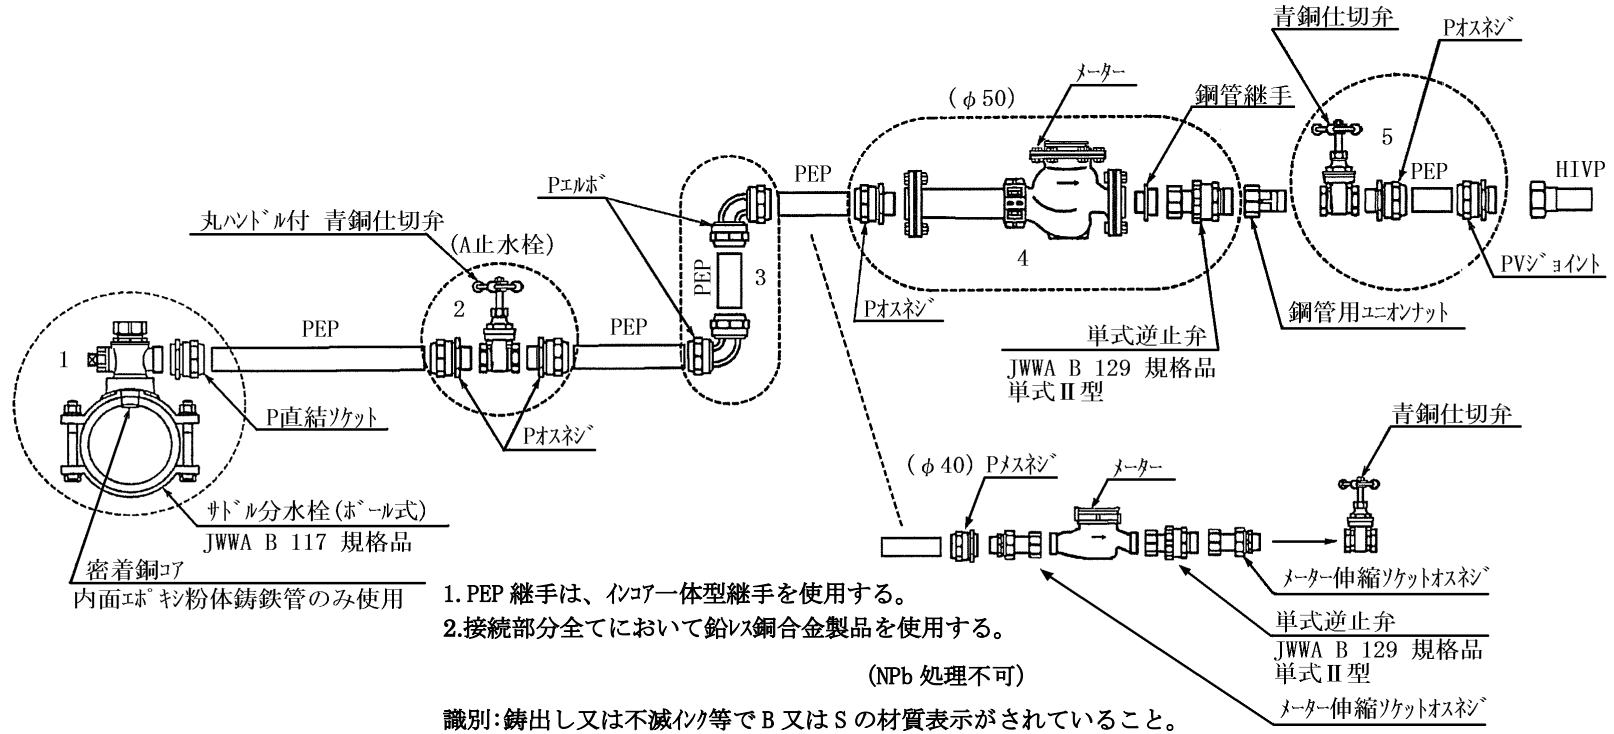 青銅仕切弁
Pｵｽﾈｼﾞ
ﾒｰﾀｰ
(φ50)
鋼管継手
5
PEP
PEP
HIVP
Pｴﾙﾎﾞ
丸ﾊﾝﾄﾞﾙ付 青銅仕切弁
(A止水栓)
PEP
3
4
PVｼﾞｮｲﾝﾄ
2
Pｵｽﾈｼﾞ
鋼管用ﾕﾆｵﾝﾅｯﾄ
PEP
PEP
1
単式逆止弁
JWWA B 129 規格品
単式Ⅱ型
P直結ｿｹｯﾄ
Pｵｽﾈｼﾞ
青銅仕切弁
(φ40) Pﾒｽﾈｼﾞ
ﾒｰﾀｰ
ｻﾄﾞﾙ分水栓(ﾎﾞｰﾙ式)
JWWA B 117 規格品
密着銅ｺｱ
内面ｴﾎﾟｷｼ粉体鋳鉄管のみ使用
ﾒｰﾀｰ伸縮ｿｹｯﾄｵｽﾈｼﾞ
1.PEP 継手は、ｲﾝｺｱ一体型継手を使用する。
2.接続部分全てにおいて鉛ﾚｽ銅合金製品を使用する。
単式逆止弁
JWWA B 129 規格品
単式Ⅱ型
(NPb 処理不可)
ﾒｰﾀｰ伸縮ｿｹｯﾄｵｽﾈｼﾞ
識別:鋳出し又は不滅ｲﾝｸ等で B 又は S の材質表示がされていること。